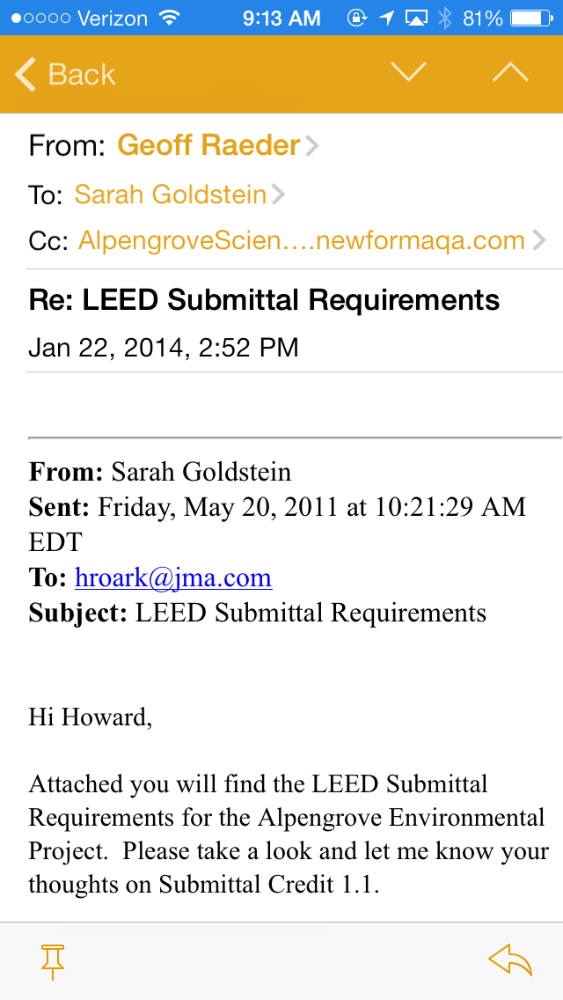 Verizon 9:13 AM 81%
Back
From: Geoff Raeder
To: Sarah Goldstein
Cc: AlpengroveScien....newformaqa.com
Re: LEED Submittal Requirements
Jan 22, 2014, 2:52 PM
From: Sarah Goldstein
Sent: Friday, May 20, 2011 at 10:21:29 AM
EDT
To: hroark@jma.com
Subject: LEED Submittal Requirements
Hi Howard,
Attached you will find the LEED Submittal
Requirements for the Alpengrove Environmental
Project.  Please take a look and let me know your
thoughts on Submittal Credit 1.1.